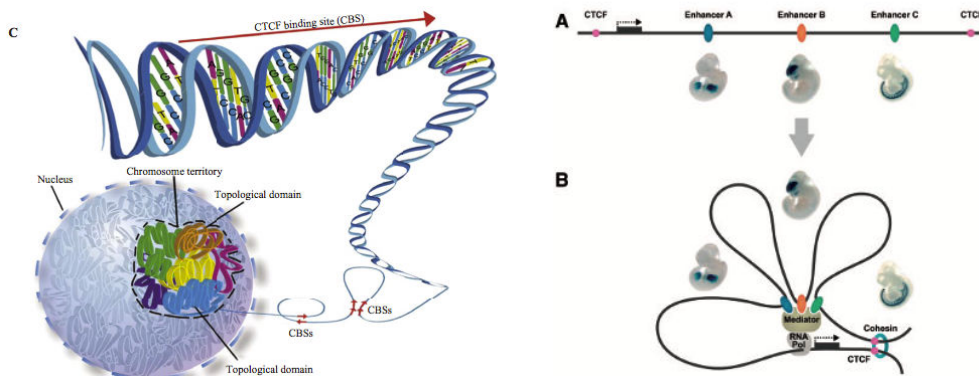 C
CTCF binding site (CBS)
Nucleus
Chromosome territory
Topological domain
CBSs
CBSs
Topological domain
A
CTCF
Enhancer A
Enhancer B
Enhancer C
CTCF
B
Mediator
RNA
Pol
Cohesin
CTCF